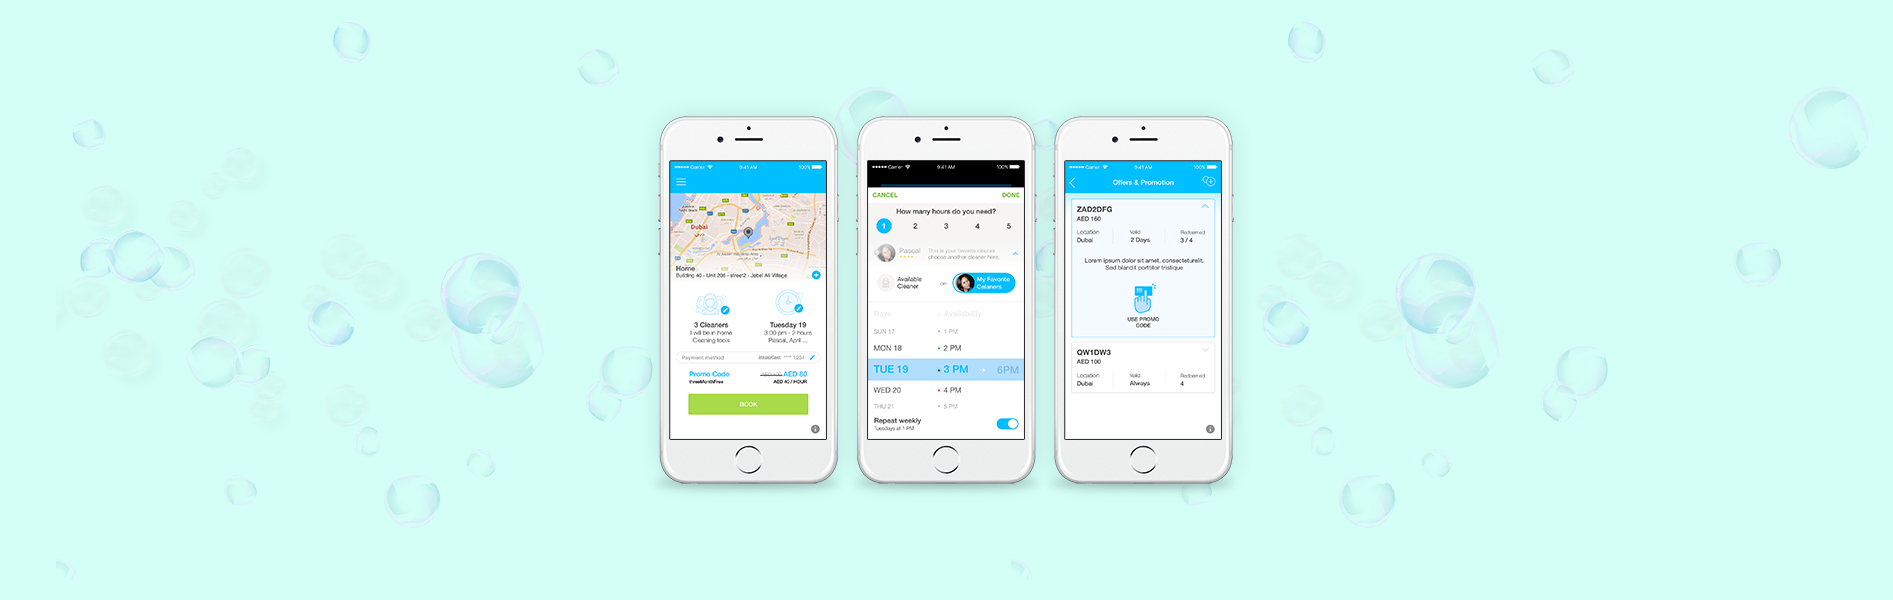 Carrier
9:41 AM
100%
Dubai
دبي
Home
Building 40 - Unit 206 - street2 - Jebel Ali Village
3 Cleaners
I will be in home
Cleaning tools
Tuesday 19
3:00 pm - 2 hours
Pascal, April ...
Payment method
MasterCard. **** 1234
Promo Code
threeMonthFree
AED 80
AED 40 / HOUR
BOOK
Carrier
9:41 AM
100%
CANCEL
DONE
How many hours do you need?
1 2 3 4 5
Pascal
This is your favorite cleaner
choose another cleaner here.
Available
Cleaner
OR
My Favorite
Celaners
Days
Availability
SUN 17 1 PM
MON 18 2 PM
TUE 19 3 PM 6PM
WED 20 4 PM
THU 21 5 PM
Repeat weekly
Tuesdays at 1 PM
Carrier
9:41 AM
100%
Offers & Promotion
ZAD2DFG
AED 160
Location Valid Redeemed
Dubai 2 Days 3 / 4
Lorem ipsum dolor sit amet, consecteturelit.
Sed blandit portitor tristique
USE PROMO
CODE
QW1DW3
AED 100
Location Valid Redeemed
Dubai Always 4